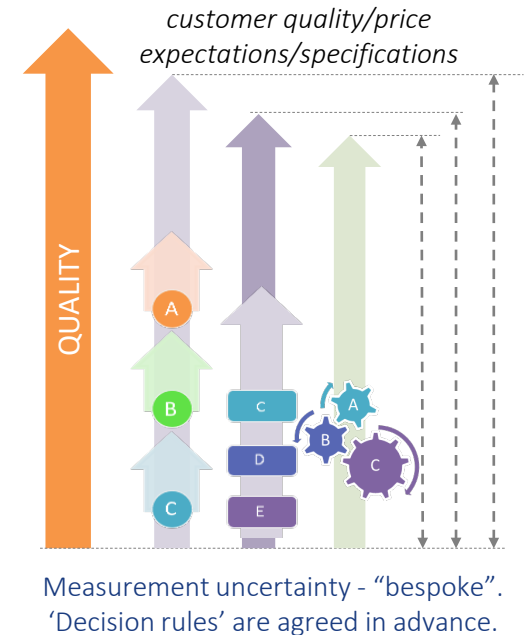 customer quality/price
expectations/specifications
QUALITY
A
B
C
C
D
E
A
B
C
Measurement uncertainty - “bespoke”.
‘Decision rules’ are agreed in advance.